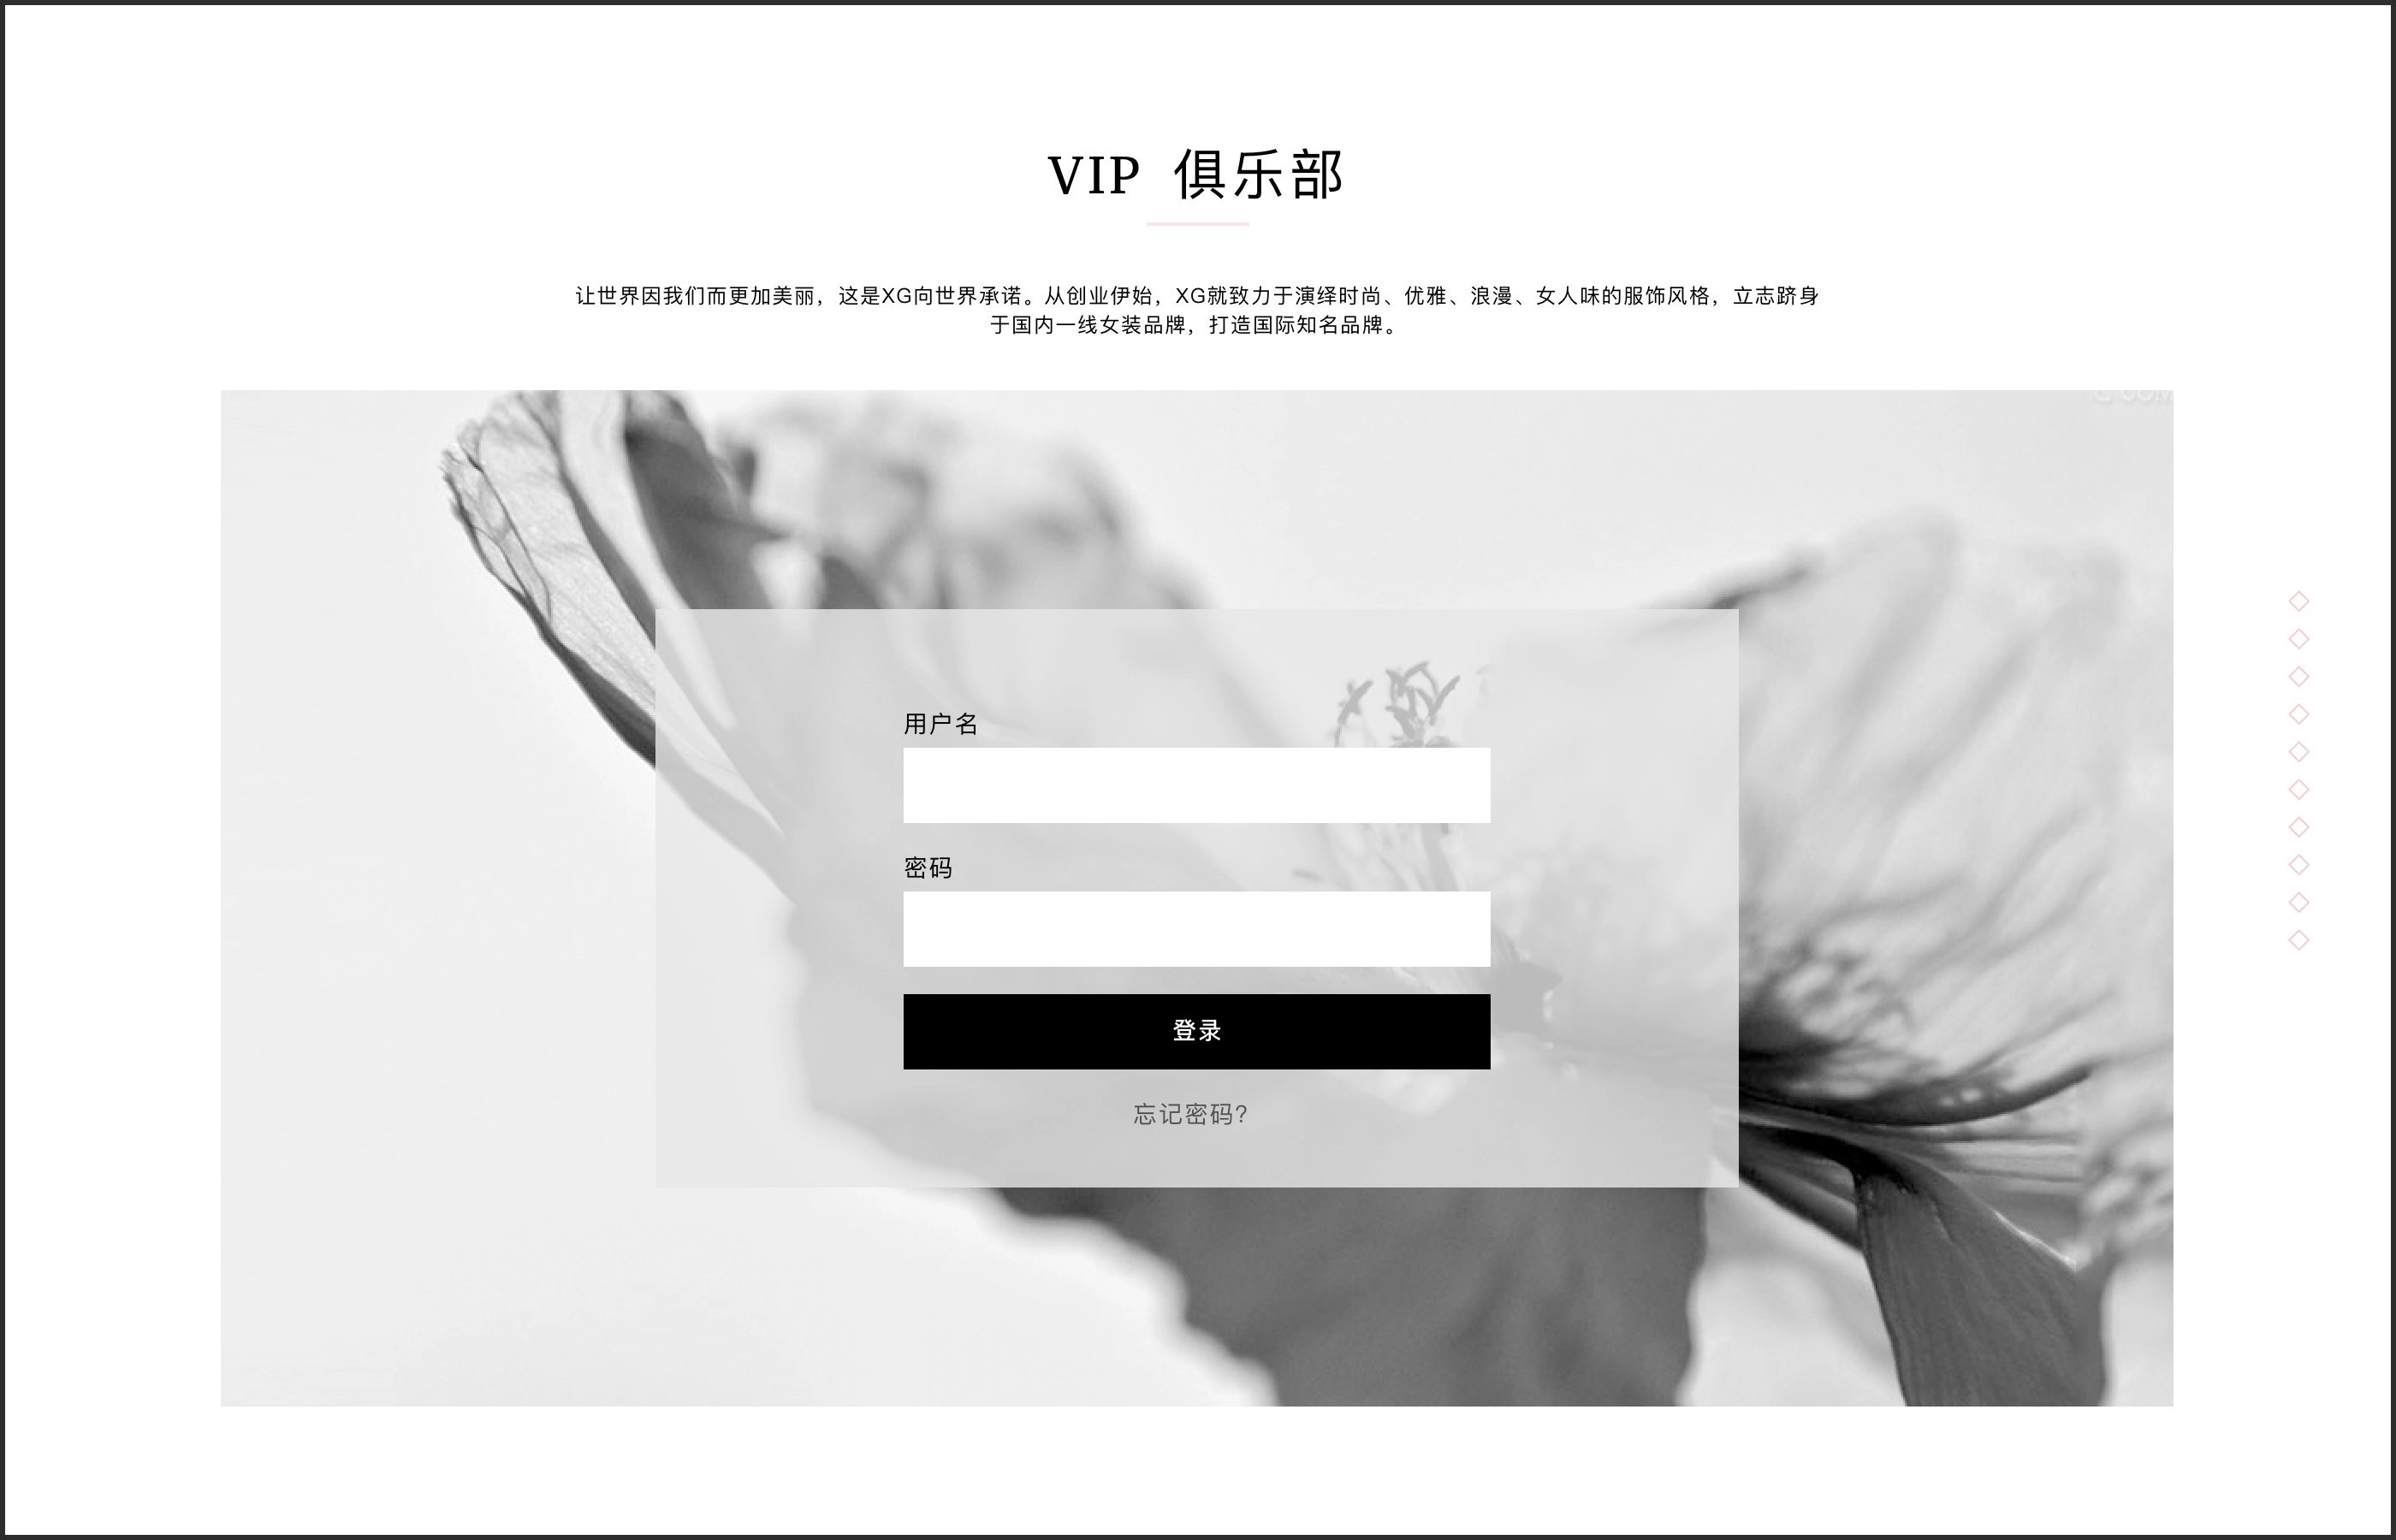 VIP 俱乐部
让世界因我们而更加美丽，这是XG向世界承诺。从创业伊始，XG就致力于演绎时尚、优雅、浪漫、女人味的服饰风格，立志跻身
于国内一线女装品牌，打造国际知名品牌。
用户名
密码
登录
忘记密码?